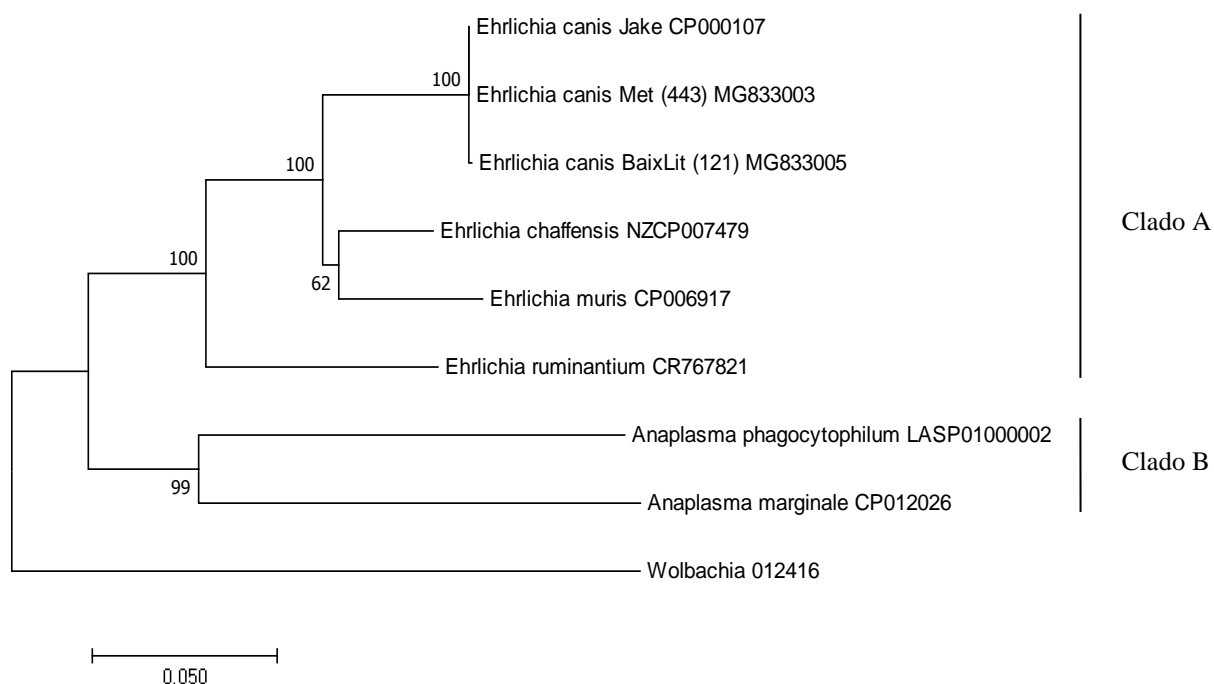 Ehrlichia canis Jake CP000107
100
Ehrlichia canis Met (443) MG833003
100
Ehrlichia canis BaixLit (121) MG833005
Clado A
Ehrlichia chaffensis NZCP007479
100
62
Ehrlichia muris CP006917
Ehrlichia ruminantium CR767821
Anaplasma phagocytophilum LASP01000002
Clado B
99
Anaplasma marginale CP012026
Wolbachia 012416
0.050